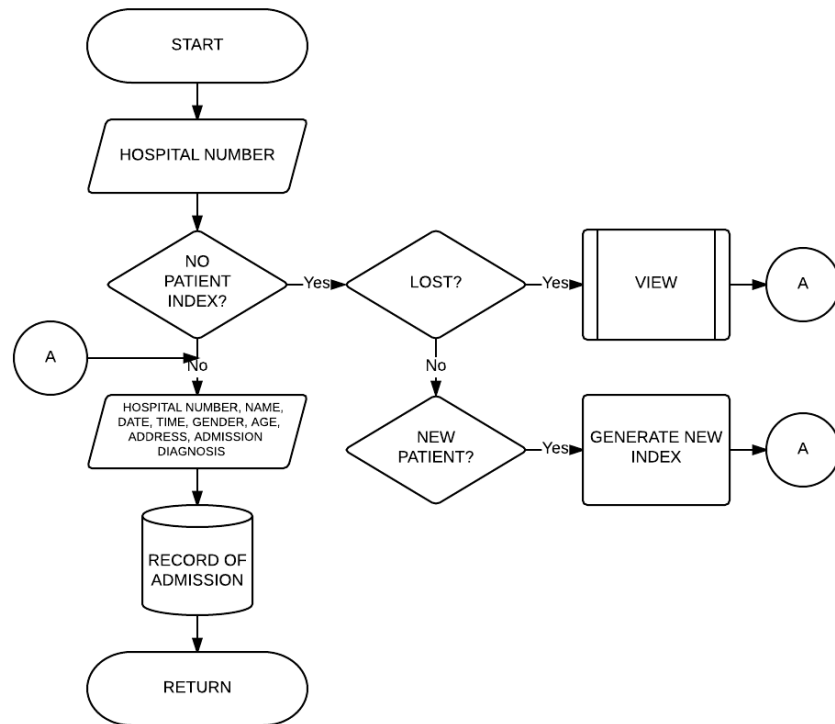 START
HOSPITAL NUMBER
NO
PATIENT
INDEX?
Yes
LOST?
Yes
VIEW
A
A
No
No
HOSPITAL NUMBER, NAME,
DATE, TIME, GENDER, AGE,
ADDRESS, ADMISSION
DIAGNOSIS
NEW
PATIENT?
Yes
GENERATE NEW
INDEX
A
RECORD OF
ADMISSION
RETURN